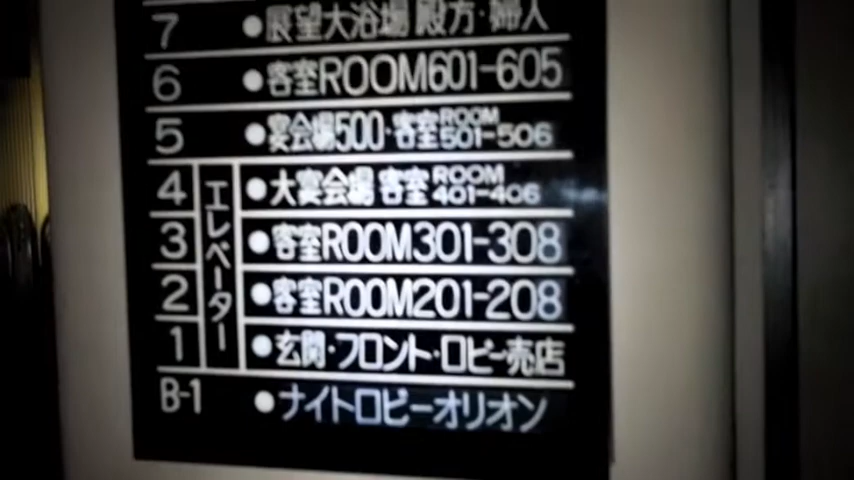 7 ●展望大浴場 殿方・婦人
6 ●客室ROOM601-605
5 ●宴会場500・客室ROOM501-506
4 ●大宴会場 客室ROOM401-406
3 ●客室ROOM301-308
2 ●客室ROOM201-208
1 ●玄関・フロント・ロビー売店
エレベーター
B-1 ●ナイトロビーオリオン